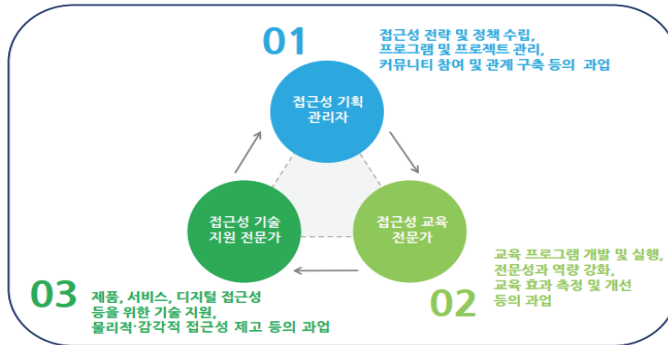 01
접근성 전략 및 정책 수립,
프로그램 및 프로젝트 관리,
커뮤니티 참여 및 관계 구축 등의 과업
접근성 기획
관리자
접근성 기술
지원 전문가
접근성 교육
전문가
03
제품, 서비스, 디지털 접근성
등을 위한 기술 지원,
물리적·감각적 접근성 제고 등의 과업
02
교육 프로그램 개발 및 실행,
전문성과 역량 강화,
교육 효과 측정 및 개선
등의 과업